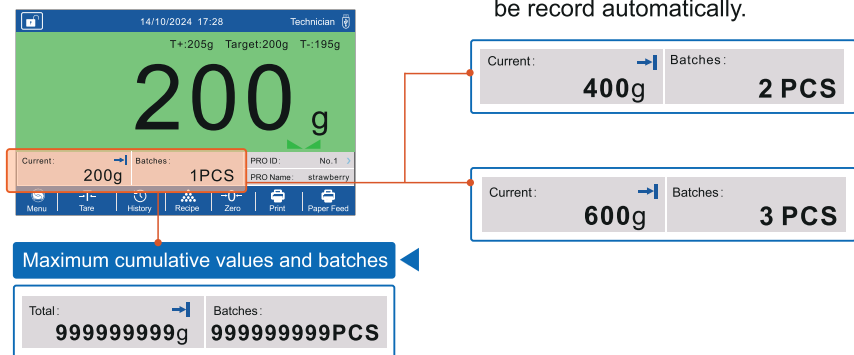 be record automatically.
14/10/2024 17:28 Technician
T+:205g Target:200g T-:195g
200 g
Current: 200g Batches: 1PCS
PRO ID: No.1 >
PRO Name: strawberry
Menu Tare History Recipe Zero Print Paper Feed
Current: 400g Batches: 2 PCS
Current: 600g Batches: 3 PCS
Maximum cumulative values and batches
Total: 999999999g Batches: 999999999PCS